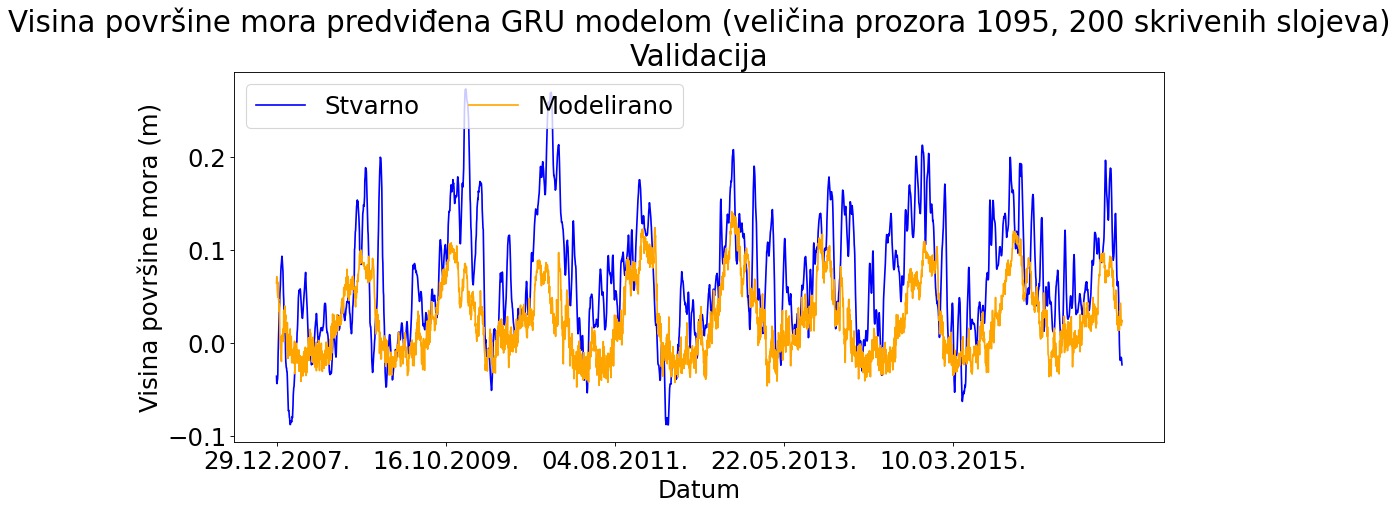 Visina površine mora predviđena GRU modelom (veličina prozora 1095, 200 skrivenih slojeva)
Validacija
Stvarno
Modelirano
Visina površine mora (m)
0.2
0.1
0.0
−0.1
29.12.2007.
16.10.2009.
04.08.2011.
22.05.2013.
10.03.2015.
Datum